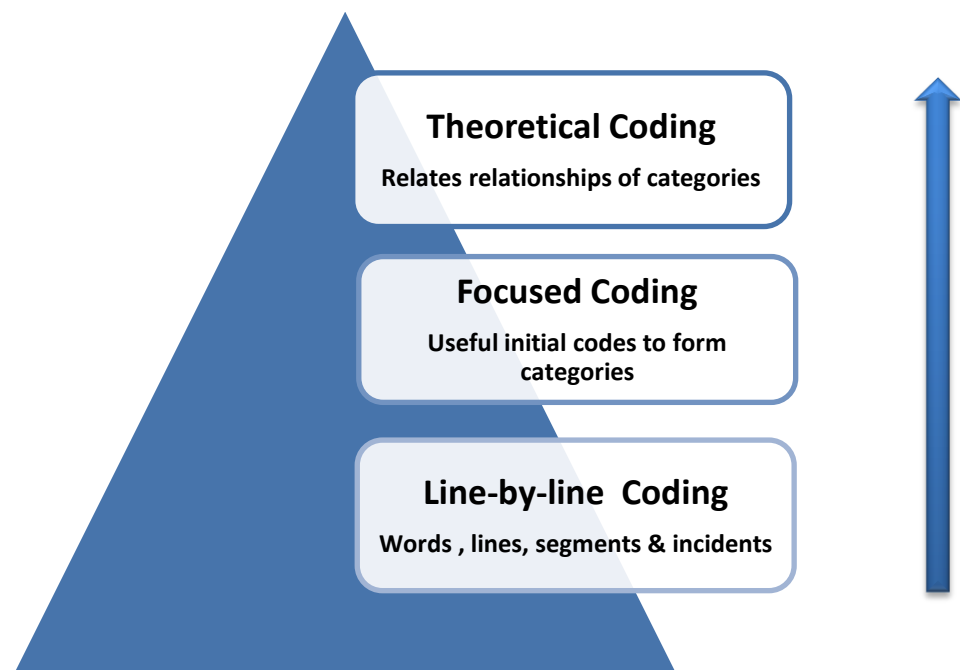 Theoretical Coding
Relates relationships of categories
Focused Coding
Useful initial codes to form
categories
Line-by-line  Coding
Words , lines, segments & incidents